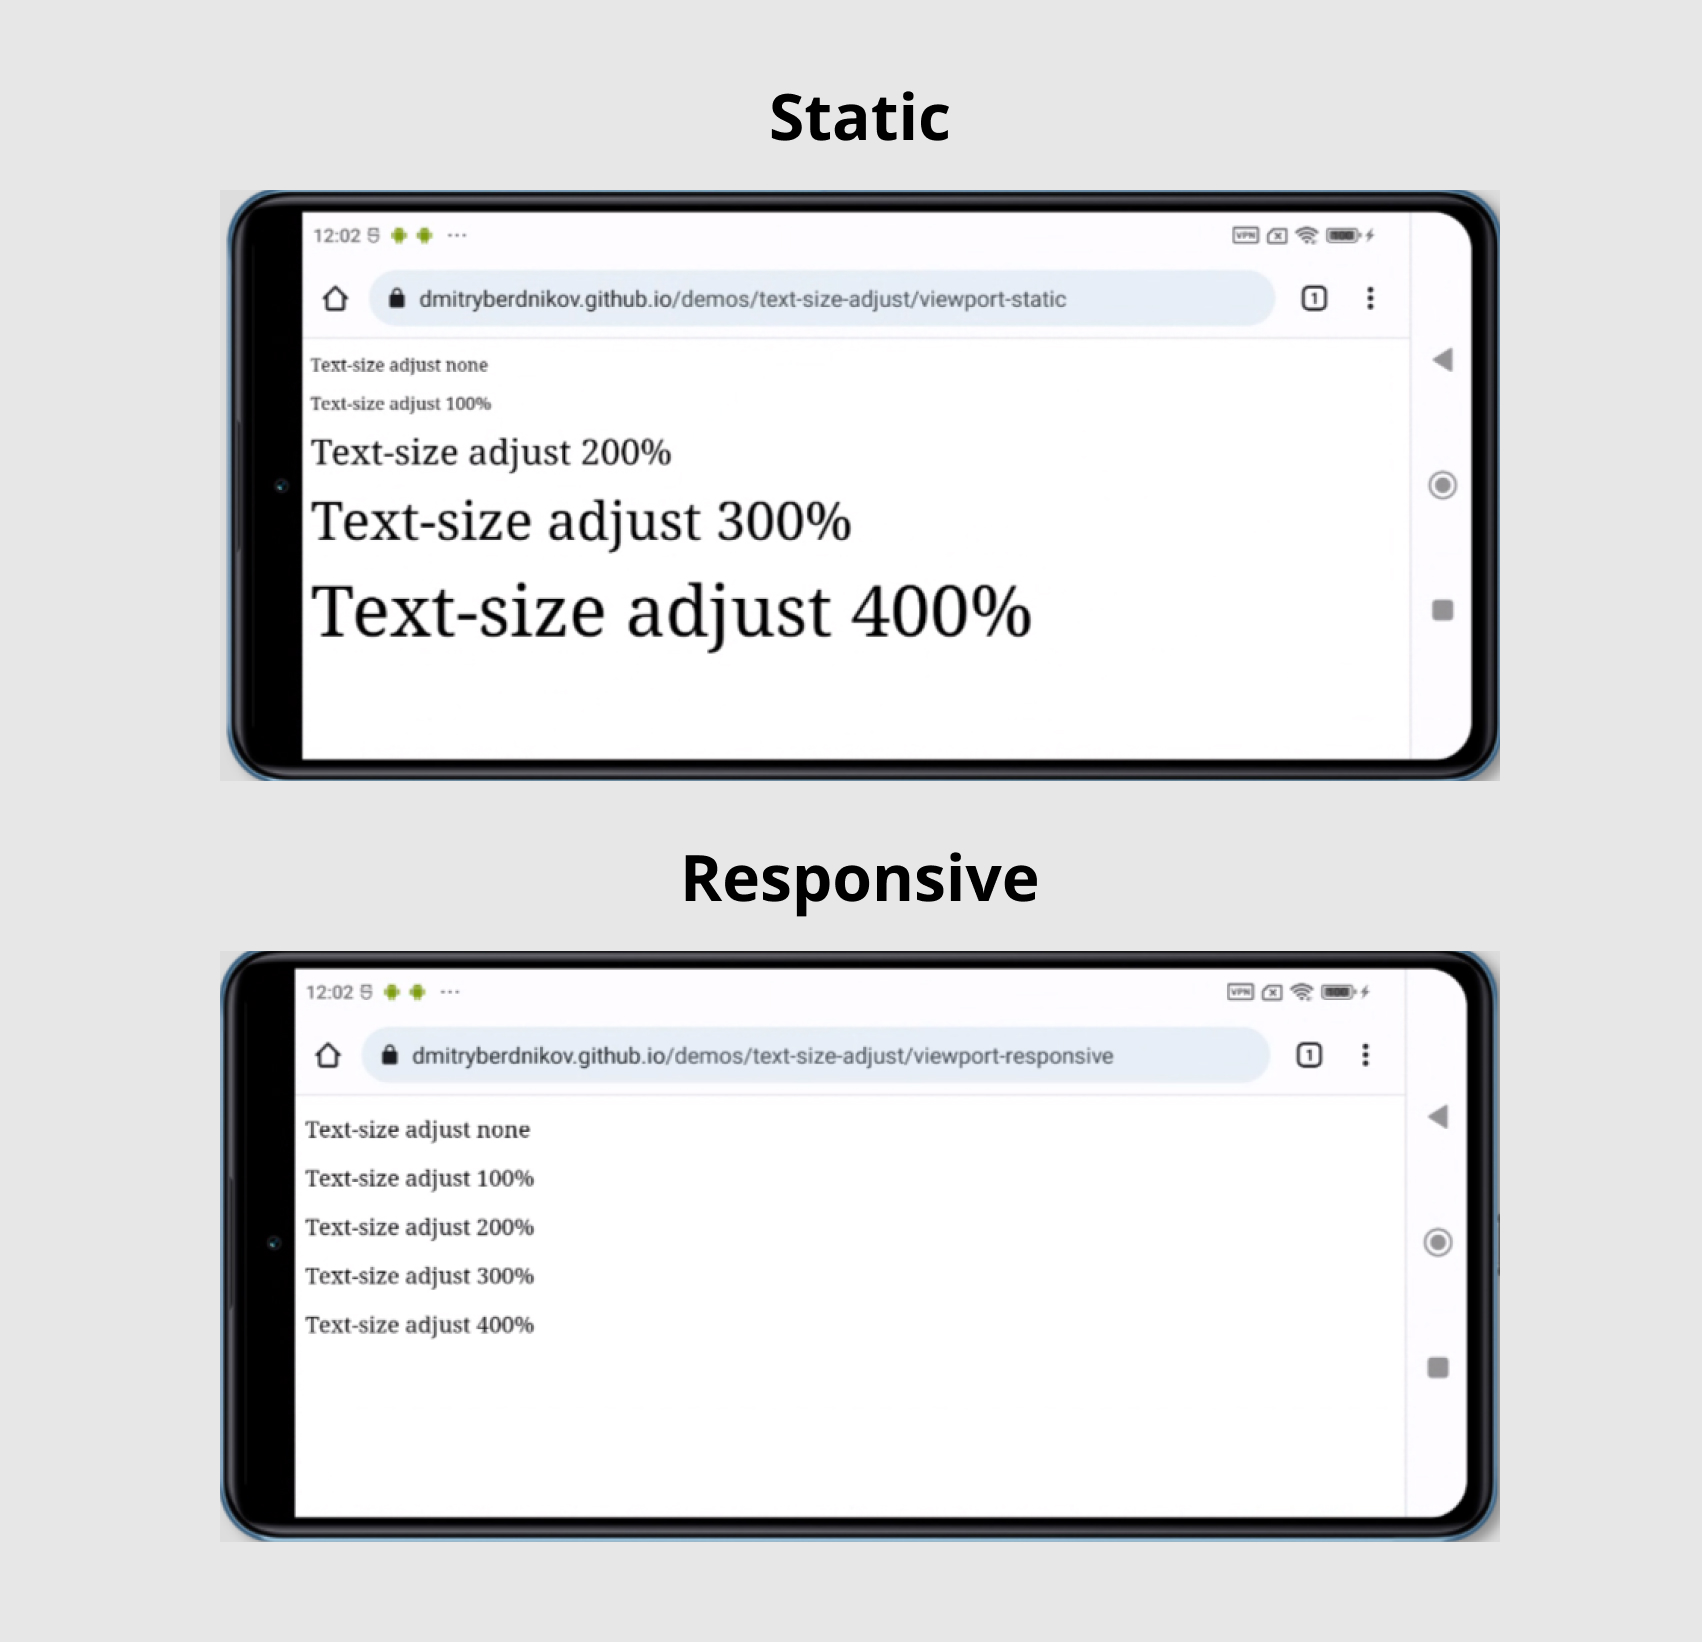 Static
12:02
VPN
dmitryberdnikov.github.io/demos/text-size-adjust/viewport-static
1
Text-size adjust none
Text-size adjust 100%
Text-size adjust 200%
Text-size adjust 300%
Text-size adjust 400%
Responsive
12:02
VPN
dmitryberdnikov.github.io/demos/text-size-adjust/viewport-responsive
1
Text-size adjust none
Text-size adjust 100%
Text-size adjust 200%
Text-size adjust 300%
Text-size adjust 400%